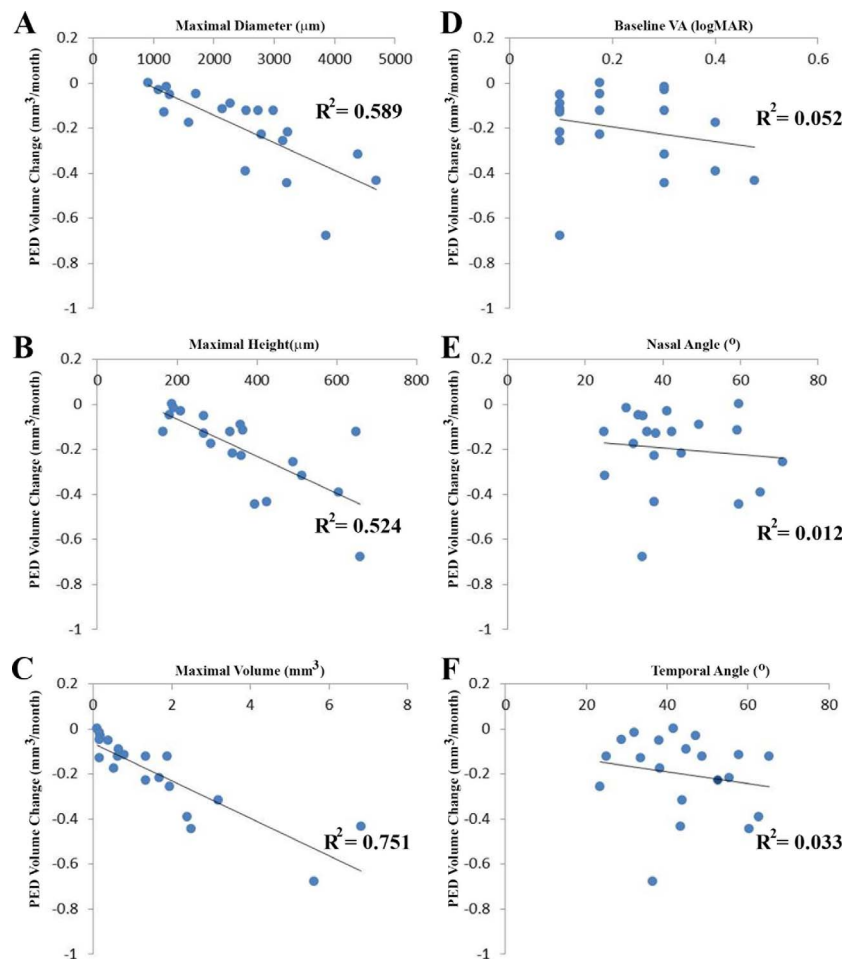 A
Maximal Diameter (μm)
0 1000 2000 3000 4000 5000
PED Volume Change (mm³/month)
0.2
0
-0.2
-0.4
-0.6
-0.8
-1
R²= 0.589
D
Baseline VA (logMAR)
0 0.2 0.4 0.6
PED Volume Change (mm³/month)
0.2
0
-0.2
-0.4
-0.6
-0.8
-1
R²= 0.052
B
Maximal Height(μm)
0 200 400 600 800
PED Volume Change (mm³/month)
0.2
0
-0.2
-0.4
-0.6
-0.8
-1
R²= 0.524
E
Nasal Angle (°)
0 20 40 60 80
PED Volume Change (mm³/month)
0.2
0
-0.2
-0.4
-0.6
-0.8
-1
R²= 0.012
C
Maximal Volume (mm³)
0 2 4 6 8
PED Volume Change (mm³/month)
0.2
0
-0.2
-0.4
-0.6
-0.8
-1
R²= 0.751
F
Temporal Angle (°)
0 20 40 60 80
PED Volume Change (mm³/month)
0.2
0
-0.2
-0.4
-0.6
-0.8
-1
R²= 0.033